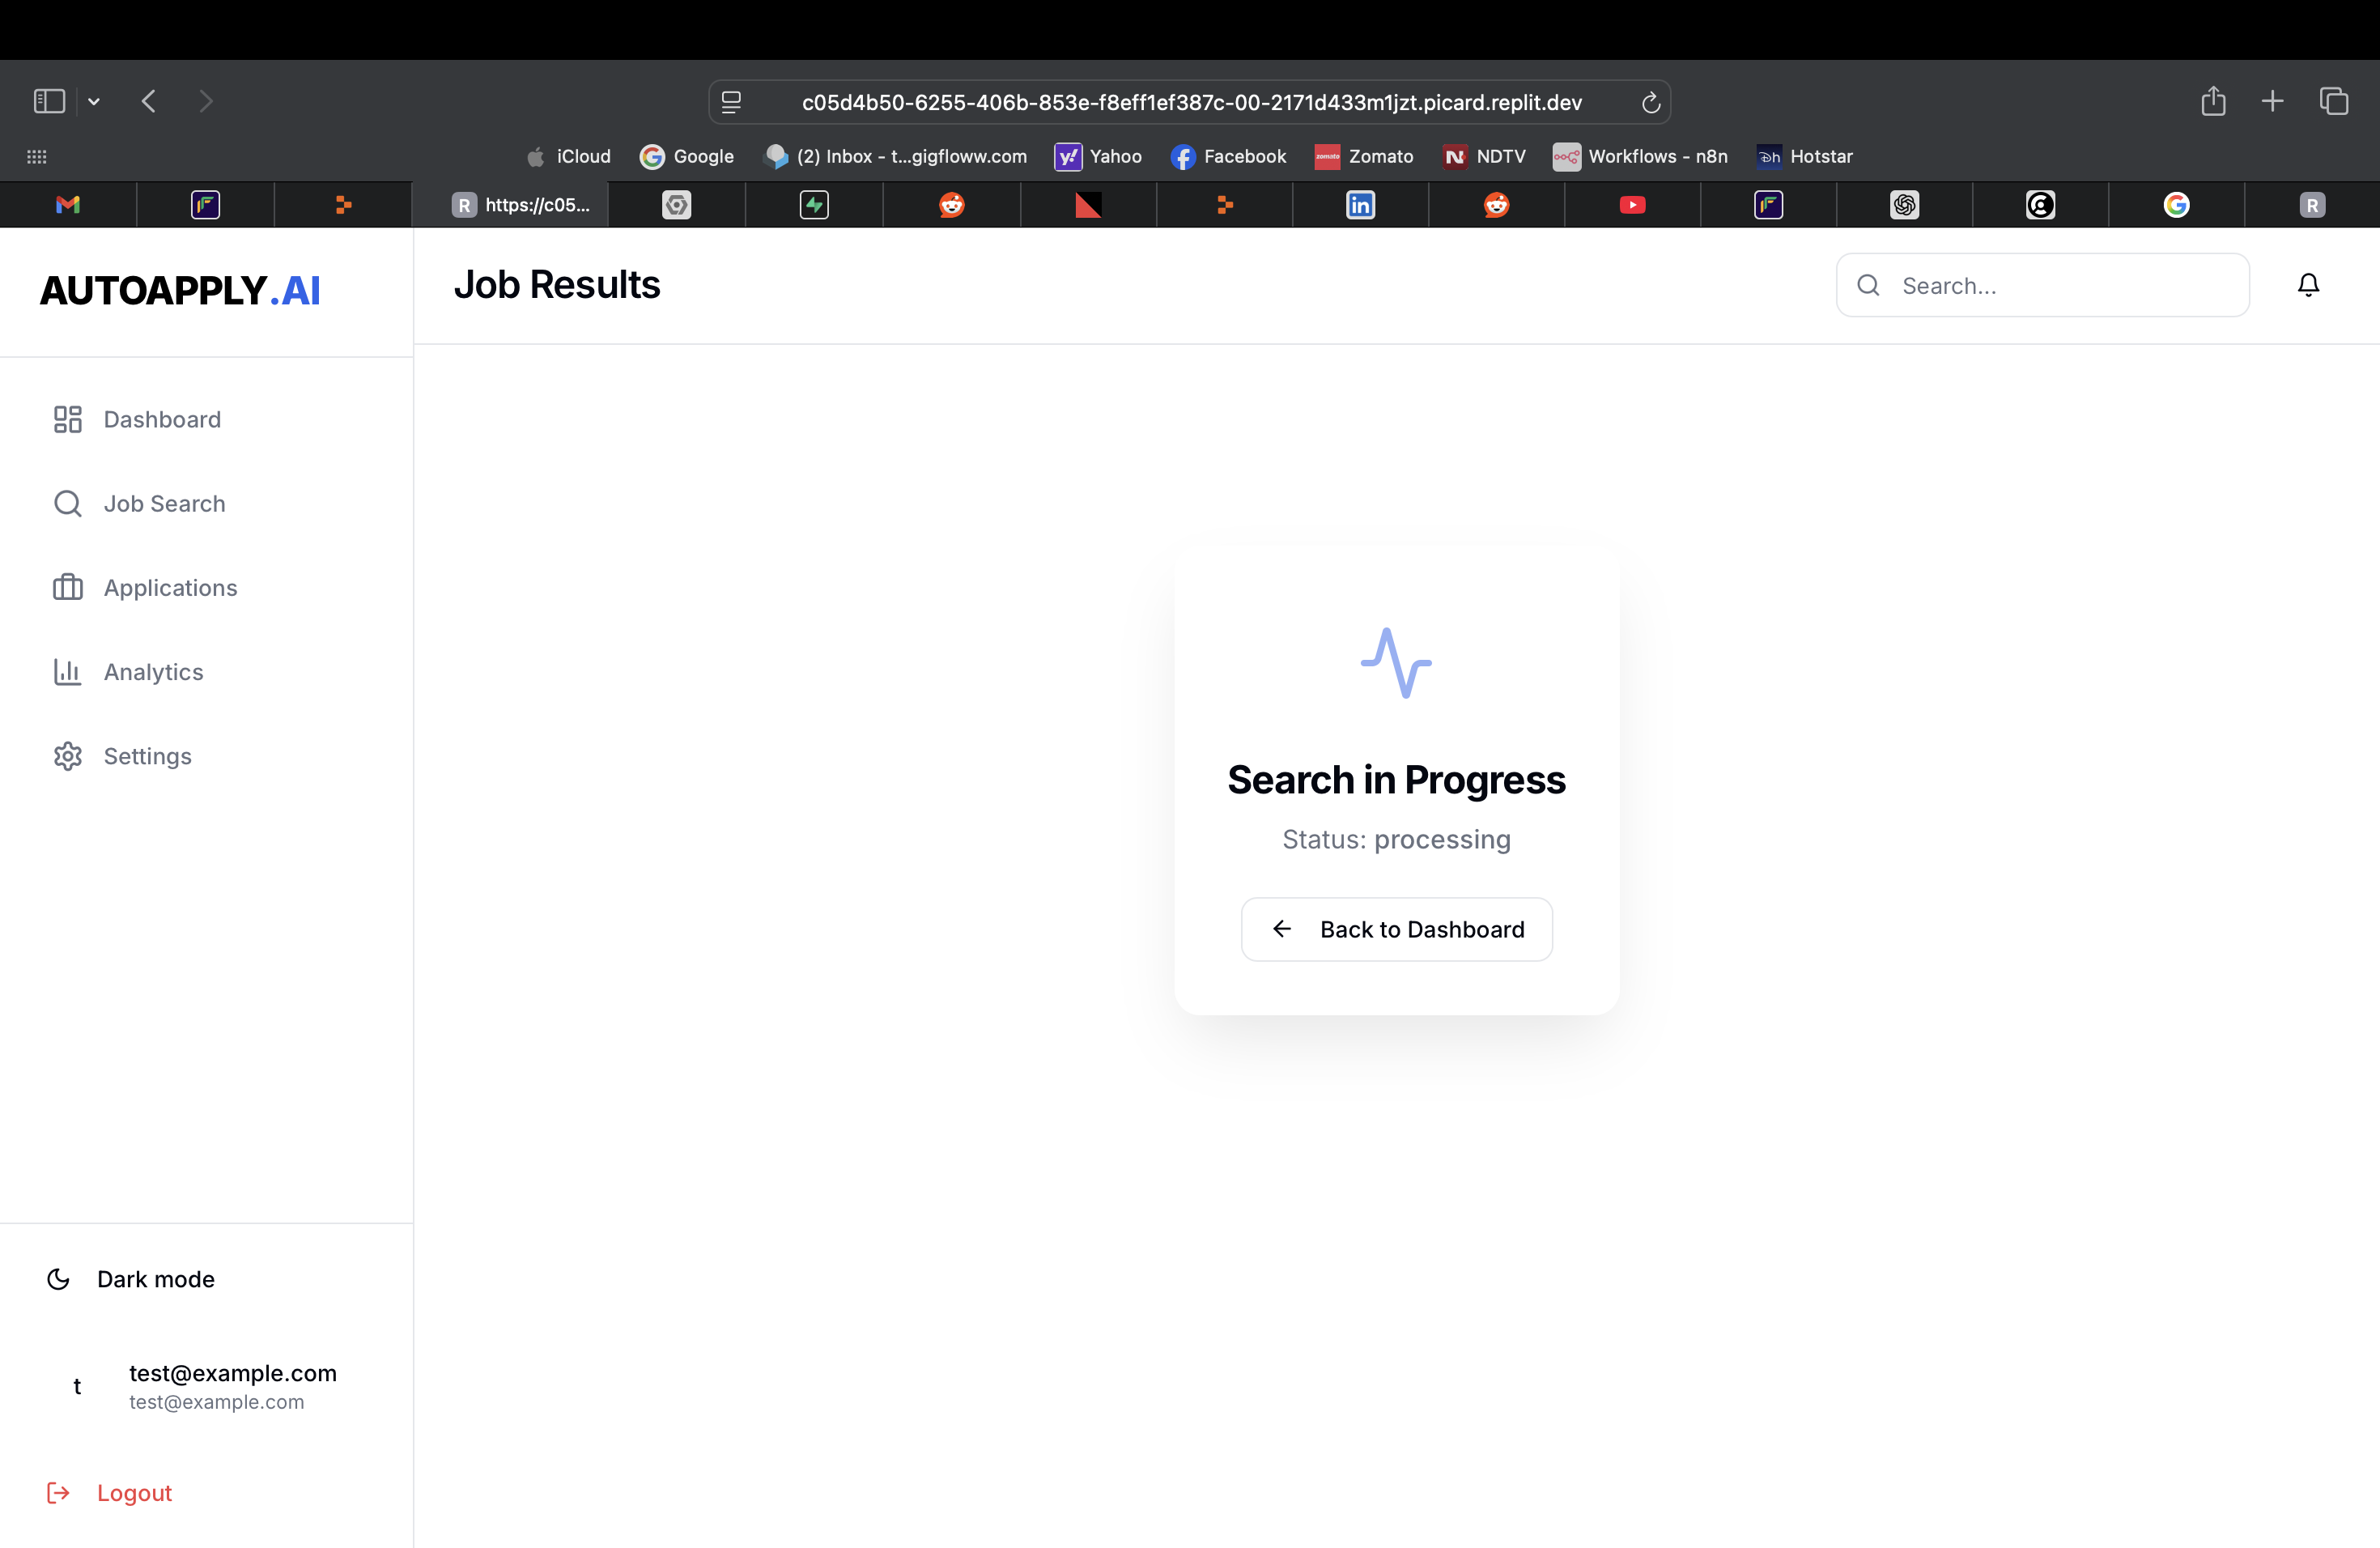 c05d4b50-6255-406b-853e-f8eff1ef387c-00-2171d433m1jzt.picard.replit.dev
iCloud
Google
(2) Inbox - t...gigfloww.com
Yahoo
Facebook
zomato
Zomato
N
NDTV
Workflows - n8n
Hotstar
R
https://c05...
in
R
AUTOAPPLY.AI
Job Results
Search...
Dashboard
Job Search
Applications
Analytics
Settings
Search in Progress
Status: processing
Back to Dashboard
Dark mode
t
test@example.com
test@example.com
Logout